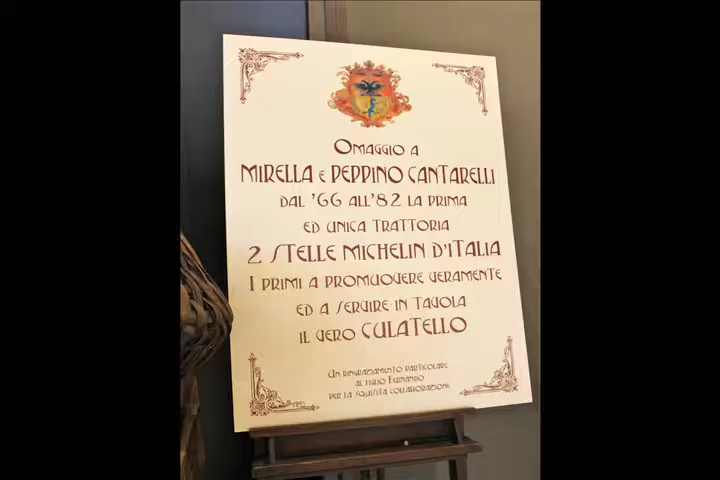 Omaggio a
MIRELLA E PEPPINO CANTARELLI
DAL '66 ALL'82 LA PRIMA
ED UNICA TRATTORIA
2 STELLE MICHELIN D'ITALIA
I PRIMI A PROMUOVERE VERAMENTE
ED A SERVIRE IN TAVOLA
IL VERO CULATELLO
Un ringraziamento particolare
al figlio Fernando
per la squisita collaborazione